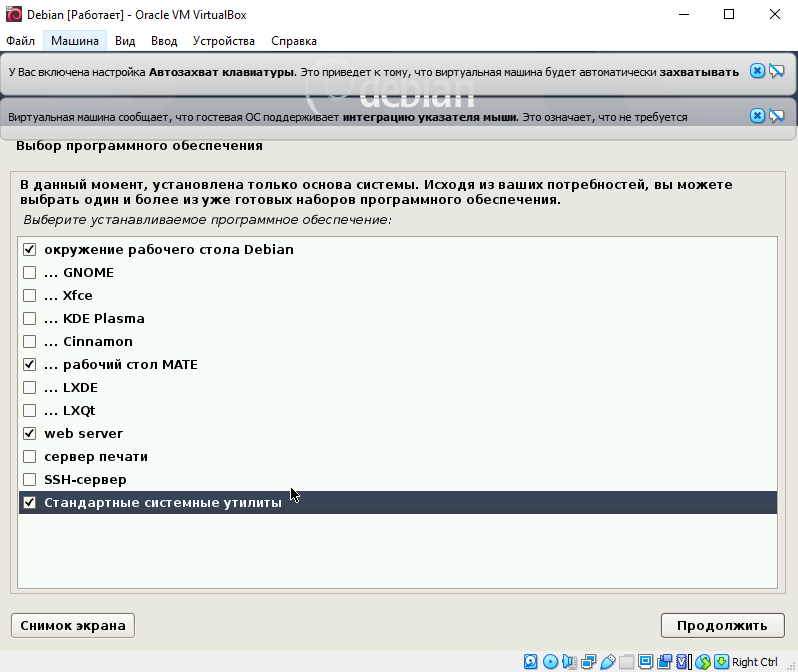 Debian [Работает] - Oracle VM VirtualBox
Файл Машина Вид Ввод Устройства Справка
У Вас включена настройка Автозахват клавиатуры. Это приведет к тому, что виртуальная машина будет автоматически захватывать
debian
Виртуальная машина сообщает, что гостевая ОС поддерживает интеграцию указателя мыши. Это означает, что не требуется
Выбор программного обеспечения
В данный момент, установлена только основа системы. Исходя из ваших потребностей, вы можете
выбрать один и более из уже готовых наборов программного обеспечения.
Выберите устанавливаемое программное обеспечение:
окружение рабочего стола Debian
... GNOME
... Xfce
... KDE Plasma
... Cinnamon
... рабочий стол MATE
... LXDE
... LXQt
web server
сервер печати
SSH-сервер
Стандартные системные утилиты
Снимок экрана Продолжить
Right Ctrl